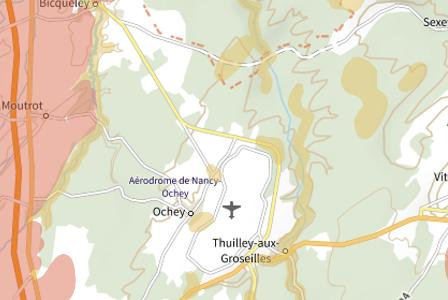 Bicqueley
Sexe
Moutrot
Aérodrome de Nancy-
Ochey
Vit
Ochey
Thuilley-aux-
Groseilles